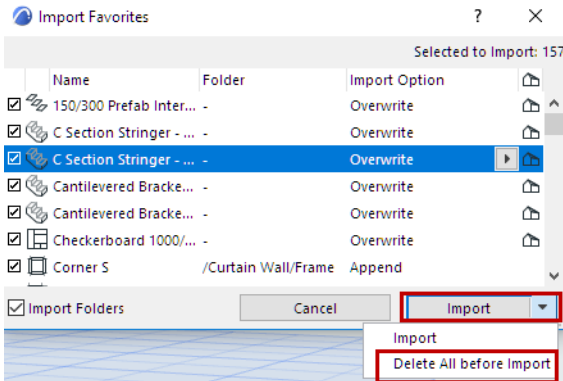 Import Favorites ? ×
Selected to Import: 157
Name Folder Import Option
150/300 Prefab Inter... - Overwrite
C Section Stringer - ... - Overwrite
C Section Stringer - ... - Overwrite
Cantilevered Bracke... - Overwrite
Cantilevered Bracke... - Overwrite
Checkerboard 1000/... - Overwrite
Corner S /Curtain Wall/Frame Append
Import Folders Cancel Import
Import
Delete All before Import